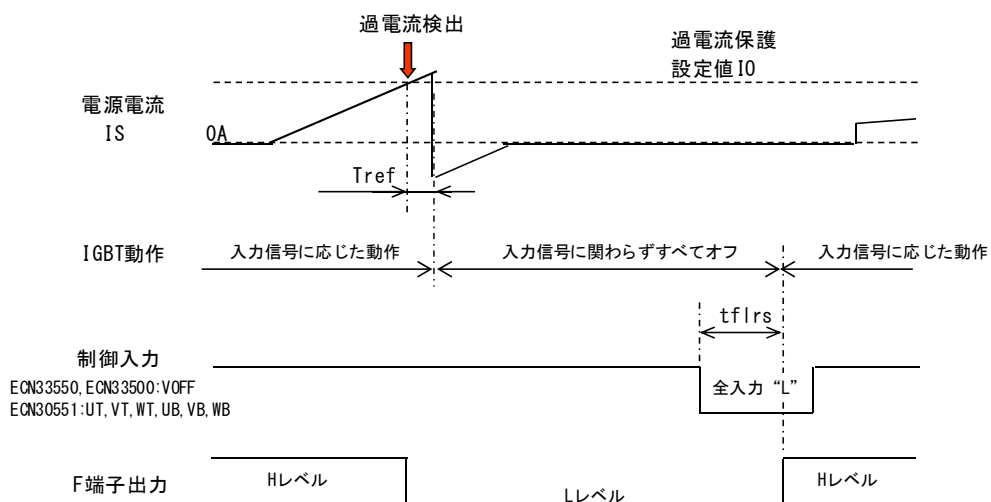 過電流検出
過電流保護
設定値IO
電源電流
IS
0A
Tref
IGBT動作
入力信号に応じた動作
入力信号に関わらずすべてオフ
入力信号に応じた動作
tflrs
制御入力
ECN33550,ECN33500:VOFF
ECN30551:UT,VT,WT,UB,VB,WB
全入力 “L”
F端子出力
Hレベル
Lレベル
Hレベル